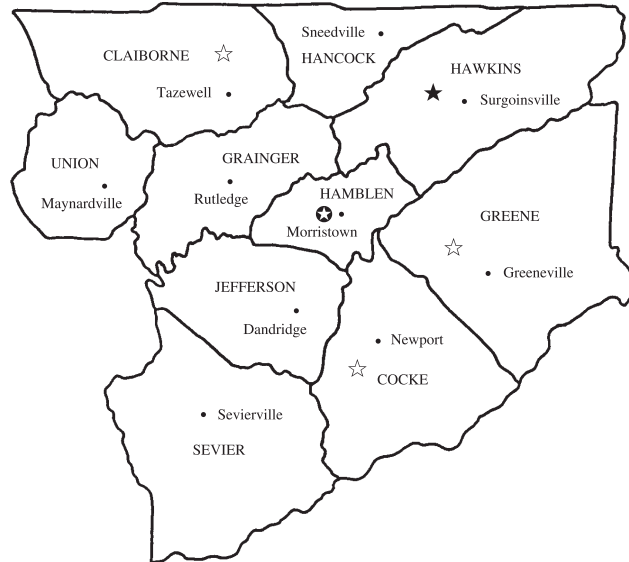 Sneedville
CLAIBORNE
HANCOCK
HAWKINS
Tazewell
Surgoinsville
UNION
GRAINGER
Maynardville
Rutledge
HAMBLEN
GREENE
Morristown
Greeneville
JEFFERSON
Dandridge
Newport
COCKE
Sevierville
SEVIER